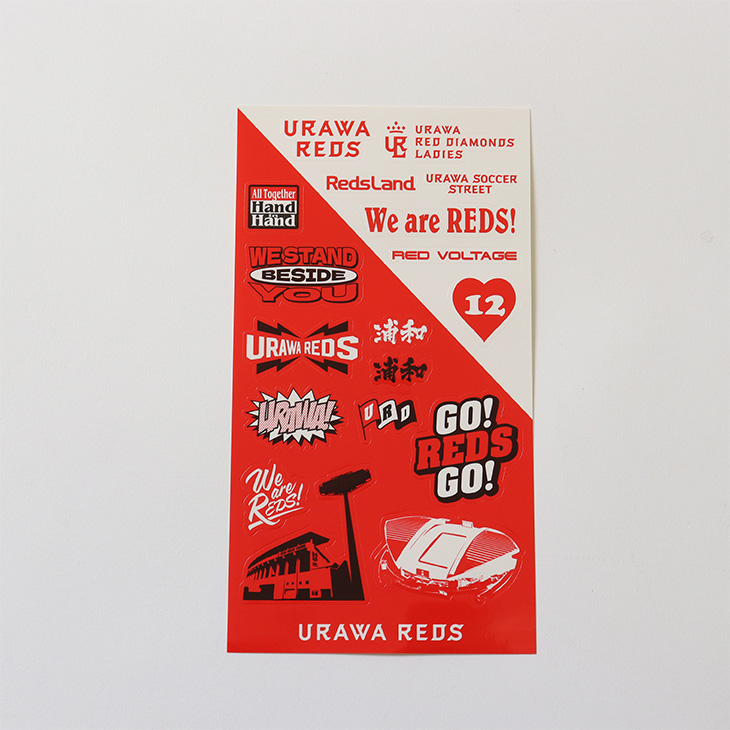 URAWA
REDS
URAWA
RED DIAMONDS
LADIES
RedsLand
URAWA SOCCER
STREET
All Together
Hand
in
Hand
We are REDS!
WE STAND
BESIDE
YOU
RED VOLTAGE
12
URAWA REDS
浦和
浦和
URAWA!
URD
GO!
REDS
GO!
We
are
REDS!
URAWA REDS